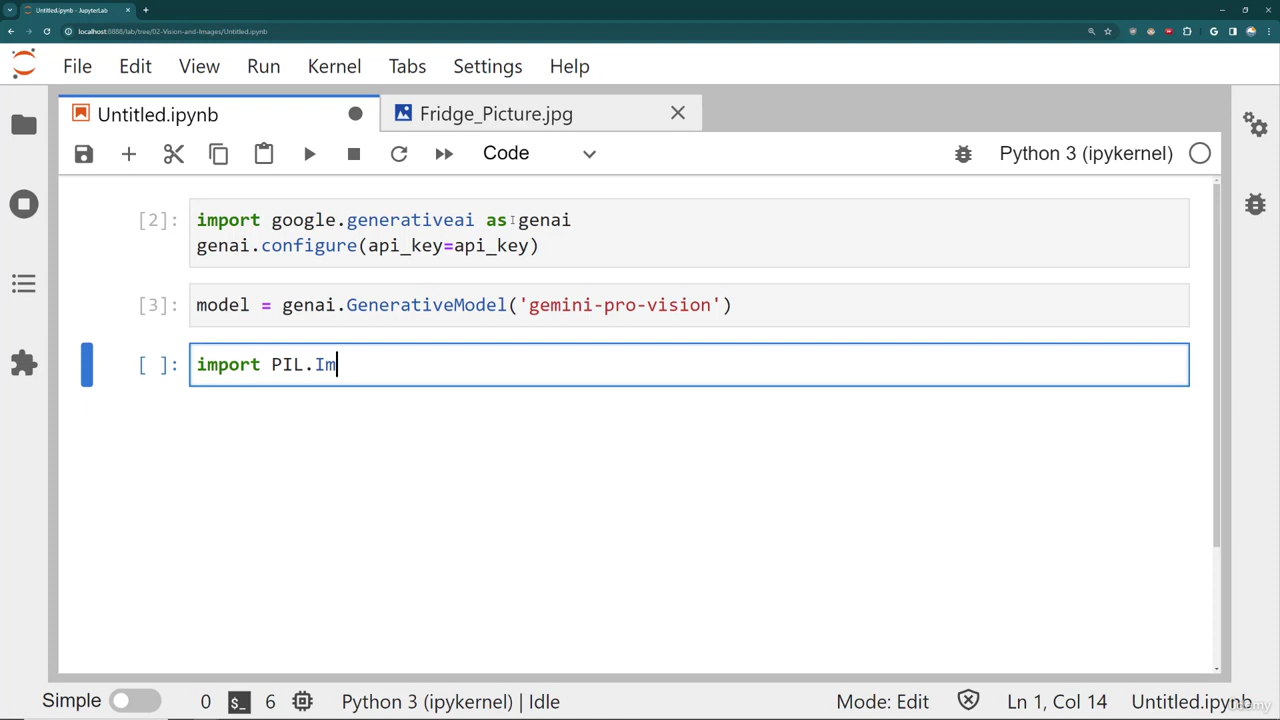 Untitled.ipynb - JupyterLab
localhost:8888/lab/tree/02-Vision-and-Images/Untitled.ipynb
File Edit View Run Kernel Tabs Settings Help
Untitled.ipynb
Fridge_Picture.jpg
Code
Python 3 (ipykernel)
[2]:
import google.generativeai as genai
genai.configure(api_key=api_key)
[3]:
model = genai.GenerativeModel('gemini-pro-vision')
[ ]:
import PIL.Im
Simple 0 $_ 6 Python 3 (ipykernel) | Idle Mode: Edit Ln 1, Col 14 Untitled.ipynb
Udemy